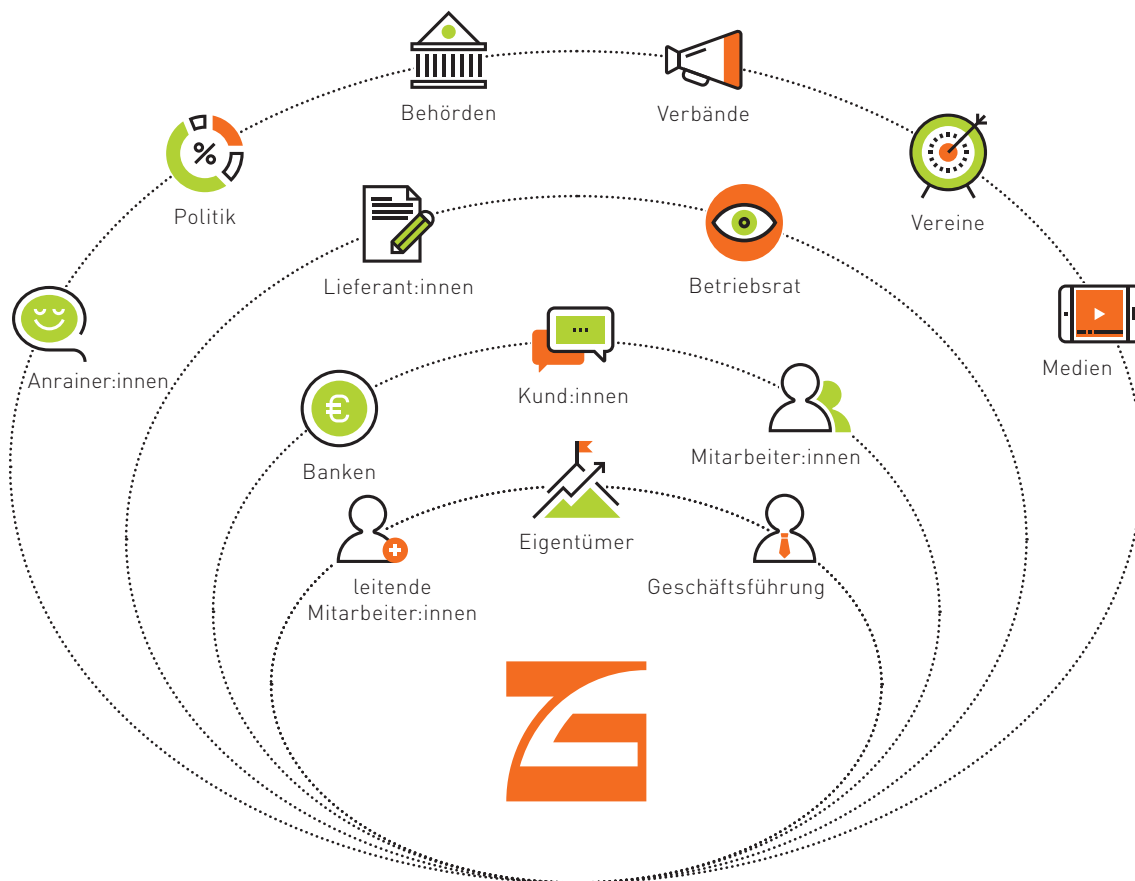 Behörden
Verbände
Politik
Vereine
Lieferant:innen
Betriebsrat
Anrainer:innen
Medien
Kund:innen
Banken
Mitarbeiter:innen
Eigentümer
leitende
Mitarbeiter:innen
Geschäftsführung